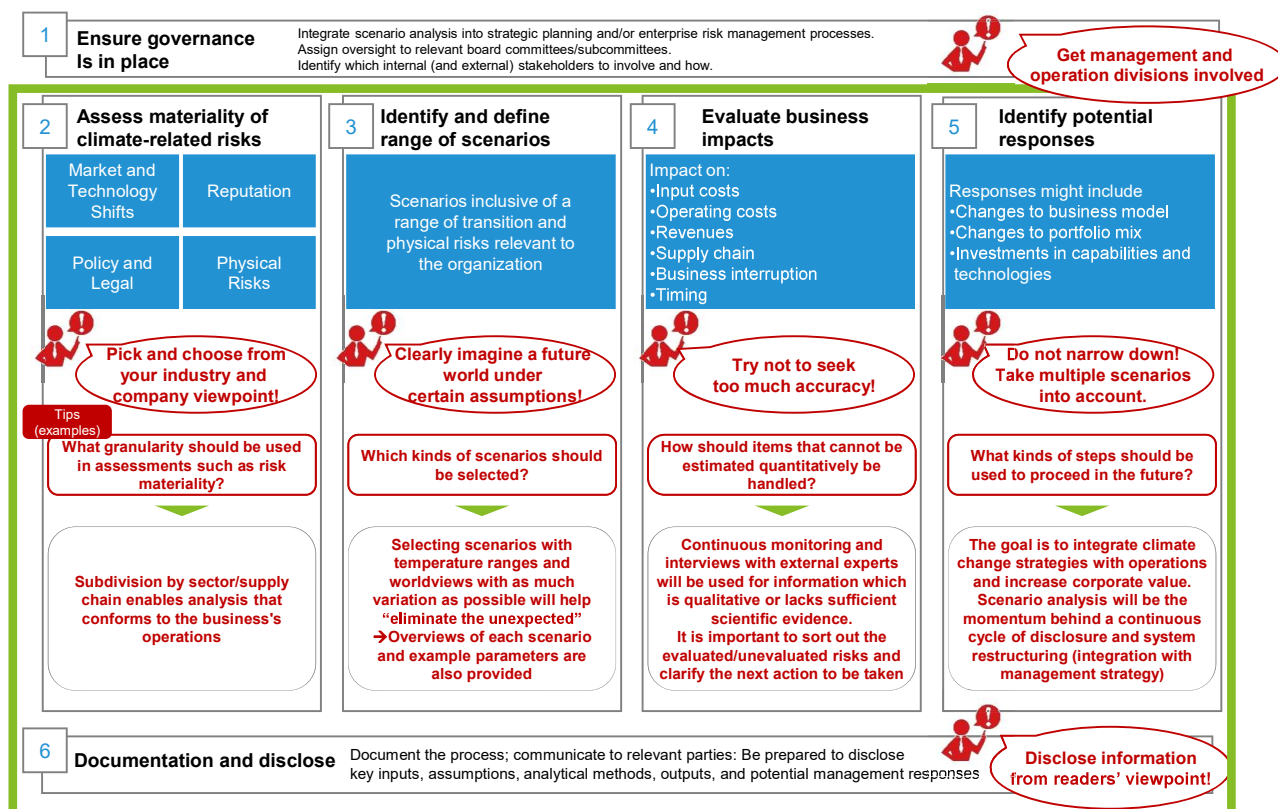 1
Ensure governance
Is in place
Integrate scenario analysis into strategic planning and/or enterprise risk management processes.
Assign oversight to relevant board committees/subcommittees.
Identify which internal (and external) stakeholders to involve and how.
!
Get management and
operation divisions involved
2
Assess materiality of
climate-related risks
Market and
Technology
Shifts
Reputation
Policy and
Legal
Physical
Risks
!
Pick and choose from
your industry and
company viewpoint!
Tips
(examples)
What granularity should be used
in assessments such as risk
materiality?
Subdivision by sector/supply
chain enables analysis that
conforms to the business's
operations
3
Identify and define
range of scenarios
Scenarios inclusive of a
range of transition and
physical risks relevant to
the organization
!
Clearly imagine a future
world under
certain assumptions!
Which kinds of scenarios should
be selected?
Selecting scenarios with
temperature ranges and
worldviews with as much
variation as possible will help
“eliminate the unexpected”
→Overviews of each scenario
and example parameters are
also provided
4
Evaluate business
impacts
Impact on:
•Input costs
•Operating costs
•Revenues
•Supply chain
•Business interruption
•Timing
!
Try not to seek
too much accuracy!
How should items that cannot be
estimated quantitatively be
handled?
Continuous monitoring and
interviews with external experts
will be used for information which
is qualitative or lacks sufficient
scientific evidence.
It is important to sort out the
evaluated/unevaluated risks and
clarify the next action to be taken
5
Identify potential
responses
Responses might include
•Changes to business model
•Changes to portfolio mix
•Investments in capabilities and
technologies
!
Do not narrow down!
Take multiple scenarios
into account.
What kinds of steps should be
used to proceed in the future?
The goal is to integrate climate
change strategies with operations
and increase corporate value.
Scenario analysis will be the
momentum behind a continuous
cycle of disclosure and system
restructuring (integration with
management strategy)
6
Documentation and disclose
Document the process; communicate to relevant parties: Be prepared to disclose
key inputs, assumptions, analytical methods, outputs, and potential management responses
!
Disclose information
from readers’ viewpoint!